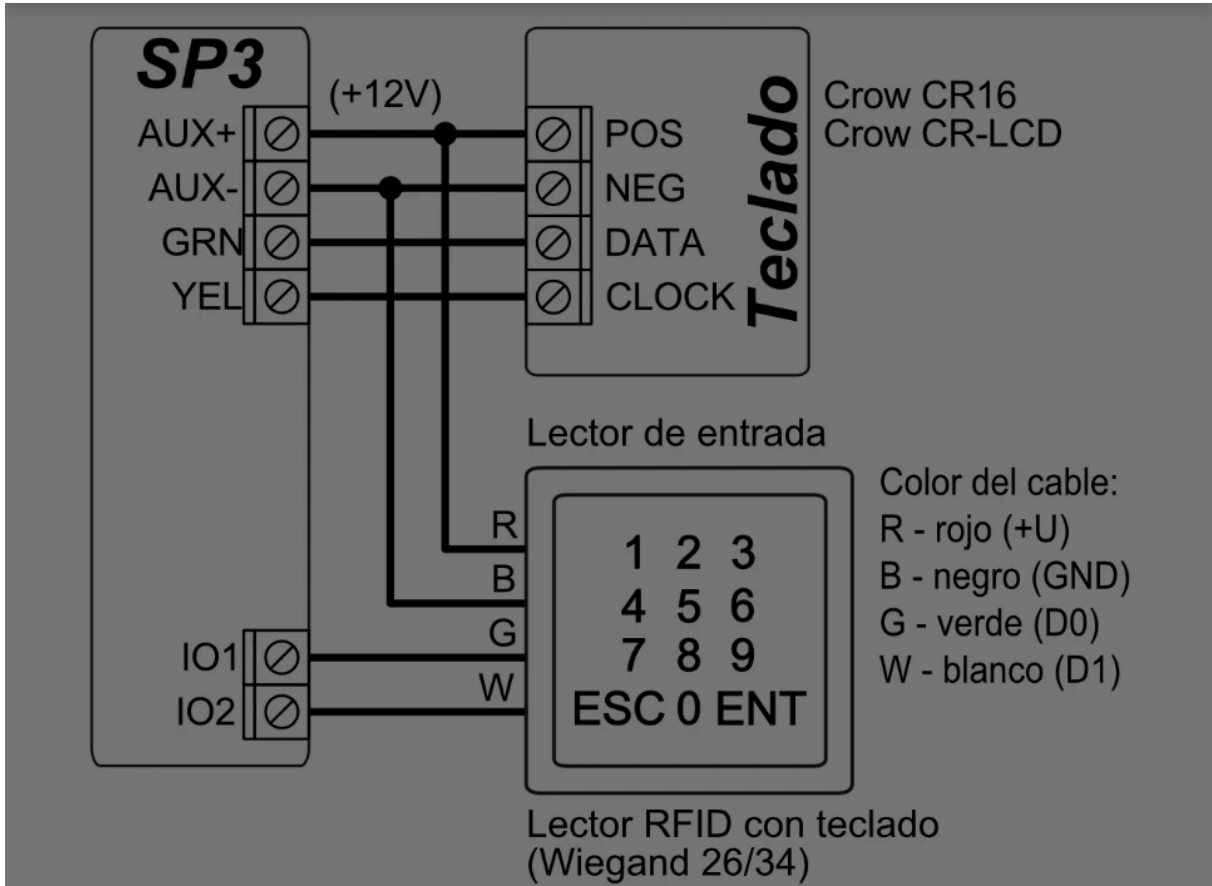 SP3
(+12V)
AUX+
AUX-
GRN
YEL
POS
NEG
DATA
CLOCK
Teclado
Crow CR16
Crow CR-LCD
Lector de entrada
R
B
G
W
IO1
IO2
1 2 3
4 5 6
7 8 9
ESC 0 ENT
Color del cable:
R - rojo (+U)
B - negro (GND)
G - verde (D0)
W - blanco (D1)
Lector RFID con teclado
(Wiegand 26/34)